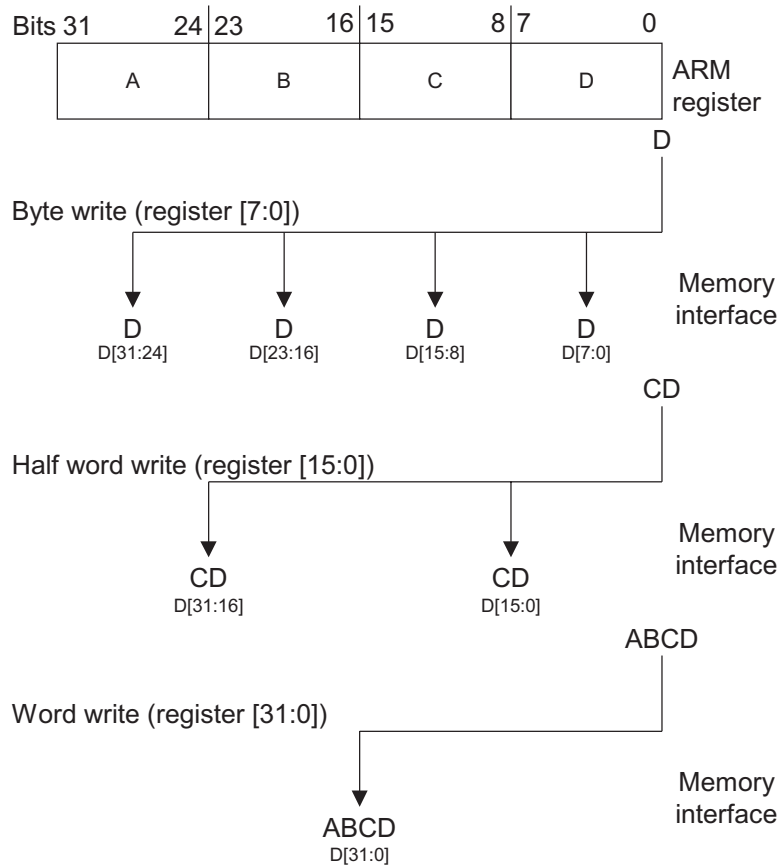 Bits 31 24 23 16 15 8 7 0
A B C D
ARM
register
D
Byte write (register [7:0])
Memory
interface
D D D D
D[31:24] D[23:16] D[15:8] D[7:0]
CD
Half word write (register [15:0])
Memory
interface
CD CD
D[31:16] D[15:0]
ABCD
Word write (register [31:0])
Memory
interface
ABCD
D[31:0]